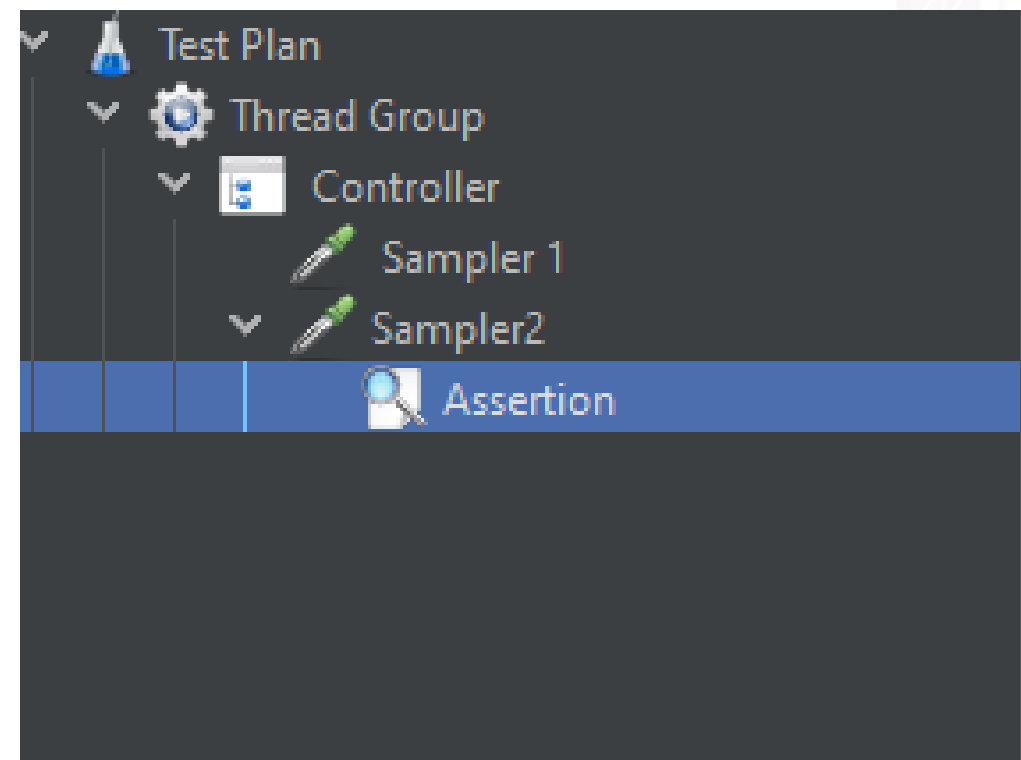 Test Plan
Thread Group
Controller
Sampler 1
Sampler2
Assertion